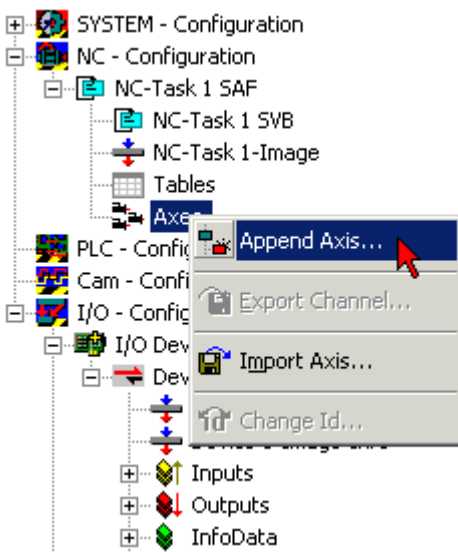 SYSTEM - Configuration
NC - Configuration
NC-Task 1 SAF
NC-Task 1 SVB
NC-Task 1-Image
Tables
Axes
Append Axis...
PLC - Config
Cam - Confi
Export Channel...
I/O - Config
I/O Dev
Import Axis...
Dev
Change Id...
Inputs
Outputs
InfoData